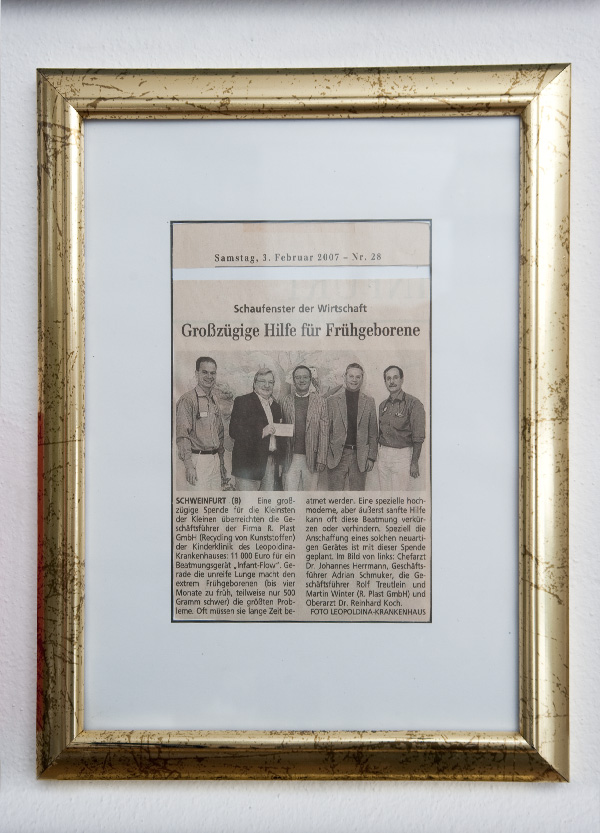 Samstag, 3. Februar 2007 – Nr. 28
Schaufenster der Wirtschaft
Großzügige Hilfe für Frühgeborene
SCHWEINFURT (B) Eine groß-
zügige Spende für die Kleinsten
der Kleinen überreichten die Ge-
schäftsführer der Firma R. Plast
GmbH (Recycling von Kunststoffen)
der Kinderklinik des Leopoldina-
Krankenhauses: 11 000 Euro für ein
Beatmungsgerät „Infant-Flow“. Ge-
rade die unreife Lunge macht den
extrem Frühgeborenen (bis vier
Monate zu früh, teilweise nur 500
Gramm schwer) die größten Prob-
leme. Oft müssen sie lange Zeit be-
atmet werden. Eine spezielle hoch-
moderne, aber äußerst sanfte Hilfe
kann oft diese Beatmung verkür-
zen oder verhindern. Speziell die
Anschaffung eines solchen neuarti-
gen Gerätes ist mit dieser Spende
geplant. Im Bild von links: Chefarzt
Dr. Johannes Herrmann, Geschäfts-
führer Adrian Schmuker, die Ge-
schäftsführer Rolf Treutlein und
Martin Winter (R. Plast GmbH) und
Oberarzt Dr. Reinhard Koch.
FOTO LEOPOLDINA-KRANKENHAUS